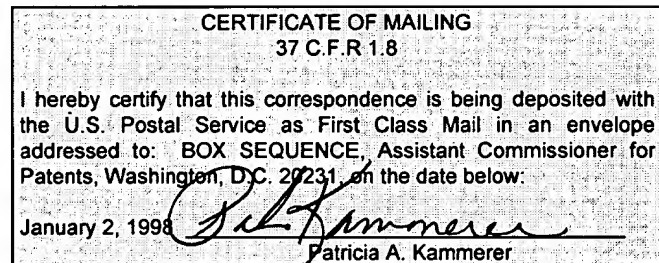 CERTIFICATE OF MAILING
37 C.F.R 1.8
I hereby certify that this correspondence is being deposited with
the U.S. Postal Service as First Class Mail in an envelope
addressed to: BOX SEQUENCE, Assistant Commissioner for
Patents, Washington, D.C. 20231, on the date below:
January 2, 1998 Pat Kammerer
Patricia A. Kammerer